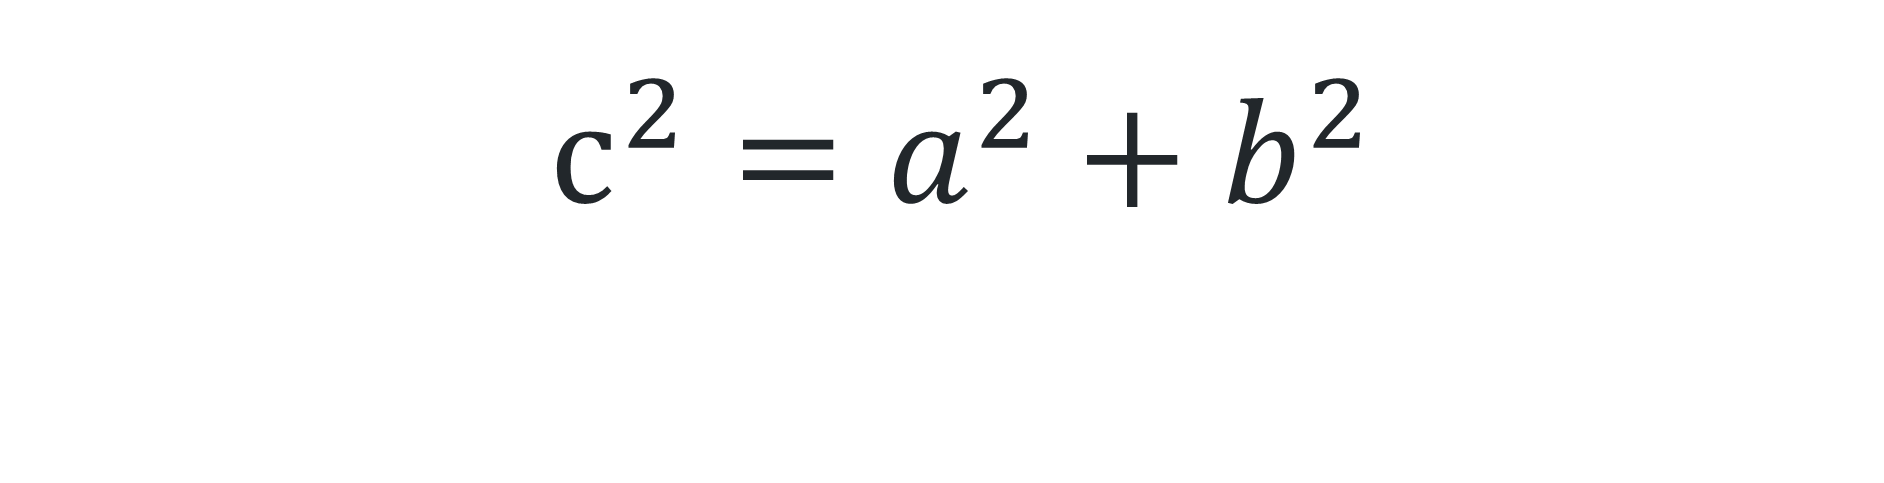 c² = a² + b²